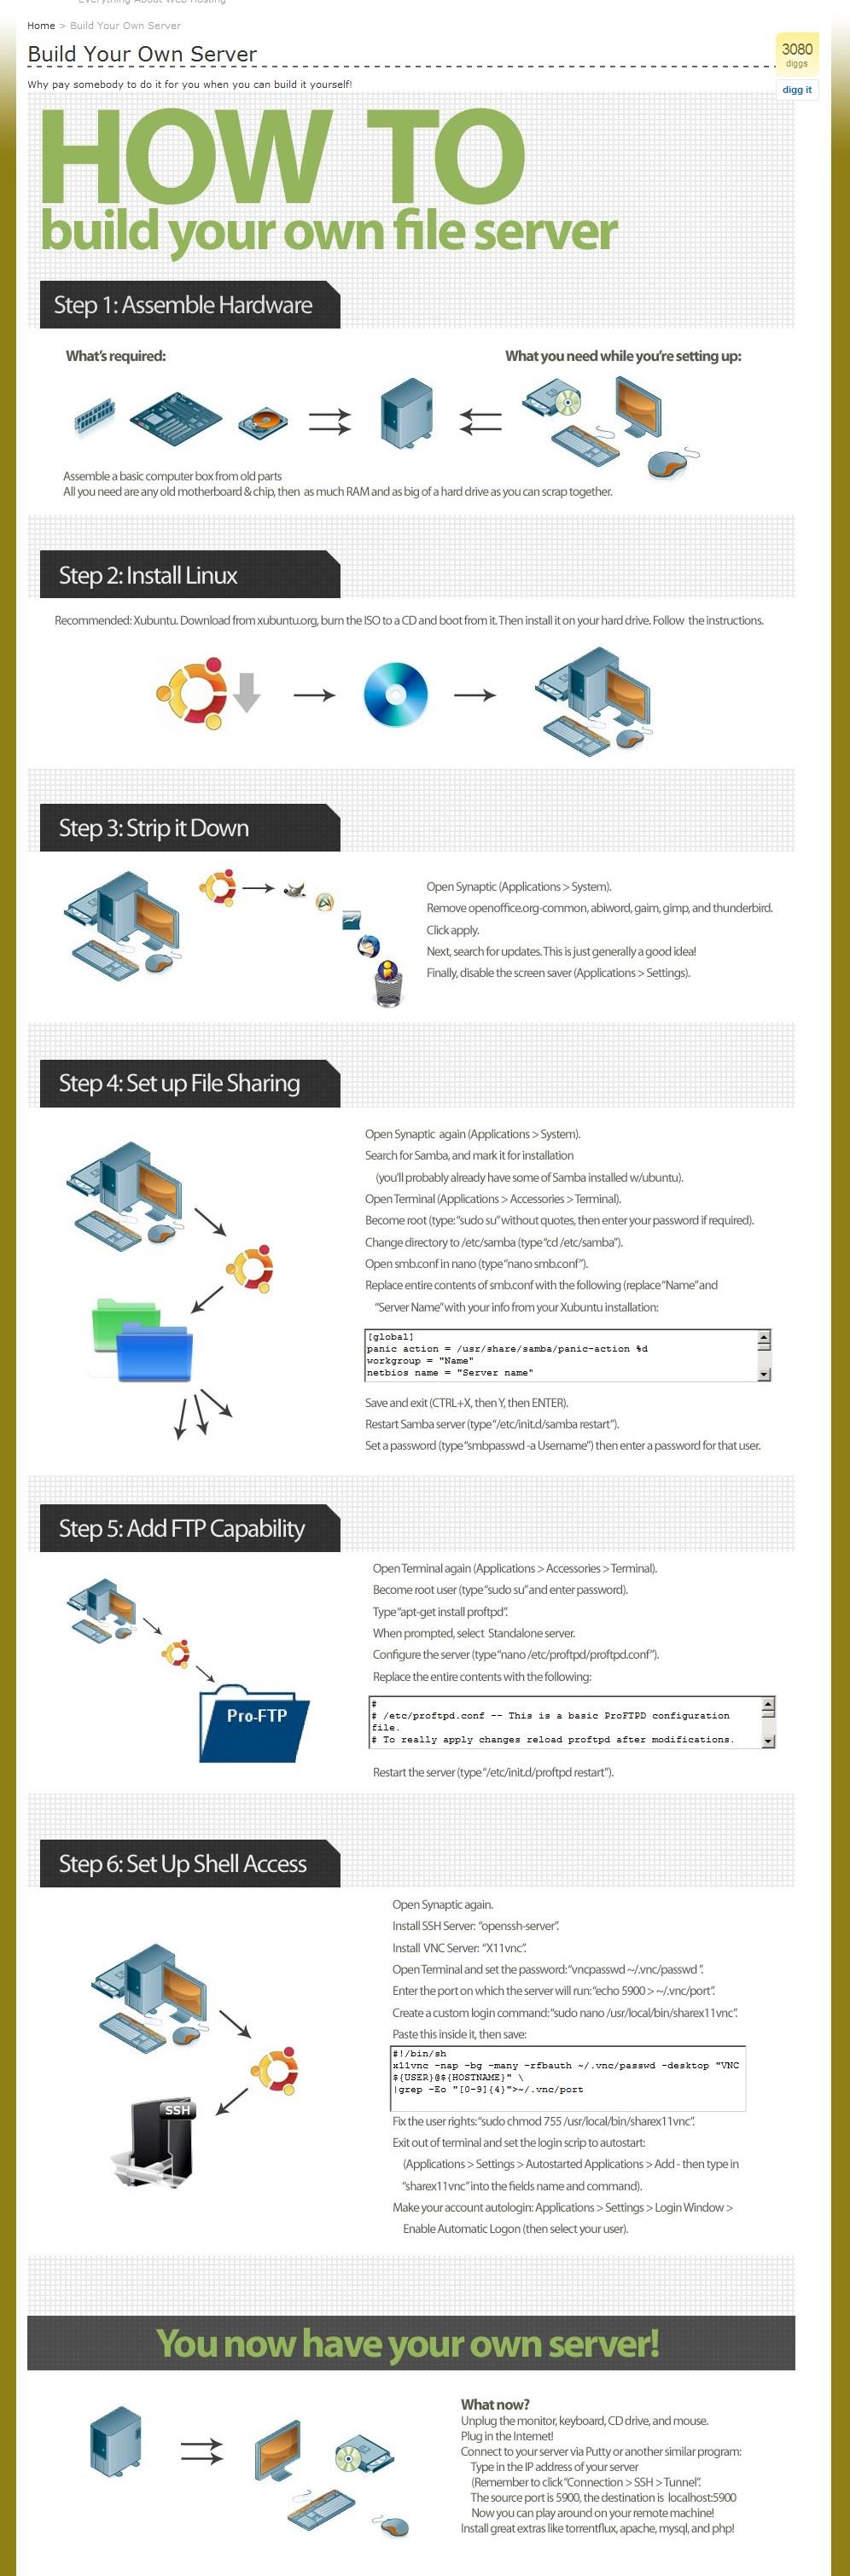 Everything About Web Hosting
Home > Build Your Own Server
Build Your Own Server
3080
diggs
digg it
Why pay somebody to do it for you when you can build it yourself!
HOW TO
build your own file server
Step 1: Assemble Hardware
What's required:
What you need while you're setting up:
Assemble a basic computer box from old parts
All you need are any old motherboard & chip, then as much RAM and as big of a hard drive as you can scrap together.
Step 2: Install Linux
Recommended: Xubuntu. Download from xubuntu.org, burn the ISO to a CD and boot from it. Then install it on your hard drive. Follow the instructions.
Step 3: Strip it Down
Open Synaptic (Applications > System).
Remove openoffice.org-common, abiword, gaim, gimp, and thunderbird.
Click apply.
Next, search for updates. This is just generally a good idea!
Finally, disable the screen saver (Applications > Settings).
Step 4: Set up File Sharing
Open Synaptic again (Applications > System).
Search for Samba, and mark it for installation
(you'll probably already have some of Samba installed w/ubuntu).
Open Terminal (Applications > Accessories > Terminal).
Become root (type: "sudo su" without quotes, then enter your password if required).
Change directory to /etc/samba (type "cd /etc/samba").
Open smb.conf in nano (type "nano smb.conf").
Replace entire contents of smb.conf with the following (replace "Name" and
"Server Name" with your info from your Xubuntu installation:
[global]
panic action = /usr/share/samba/panic-action %d
workgroup = "Name"
netbios name = "Server name"
Save and exit (CTRL+X, then Y, then ENTER).
Restart Samba server (type "/etc/init.d/samba restart").
Set a password (type "smbpasswd -a Username") then enter a password for that user.
Step 5: Add FTP Capability
Open Terminal again (Applications > Accessories > Terminal).
Become root user (type "sudo su" and enter password).
Type "apt-get install proftpd".
When prompted, select Standalone server.
Configure the server (type "nano /etc/proftpd/proftpd.conf").
Replace the entire contents with the following:
Pro-FTP
#
# /etc/proftpd.conf -- This is a basic ProFTPD configuration
file.
# To really apply changes reload proftpd after modifications.
Restart the server (type "/etc/init.d/proftpd restart").
Step 6: Set Up Shell Access
Open Synaptic again.
Install SSH Server: "openssh-server".
Install VNC Server: "X11vnc".
Open Terminal and set the password: "vncpasswd ~/.vnc/passwd ".
Enter the port on which the server will run: "echo 5900 > ~/.vnc/port".
Create a custom login command: "sudo nano /usr/local/bin/sharex11vnc".
Paste this inside it, then save:
#!/bin/sh
x11vnc -nap -bg -many -rfbauth ~/.vnc/passwd -desktop "VNC
${USER}@${HOSTNAME}" \
|grep -Eo "[0-9]{4}">~/.vnc/port
SSH
Fix the user rights: "sudo chmod 755 /usr/local/bin/sharex11vnc".
Exit out of terminal and set the login scrip to autostart:
(Applications > Settings > Autostarted Applications > Add - then type in
"sharex11vnc" into the fields name and command).
Make your account autologin: Applications > Settings > Login Window >
Enable Automatic Logon (then select your user).
You now have your own server!
What now?
Unplug the monitor, keyboard, CD drive, and mouse.
Plug in the Internet!
Connect to your server via Putty or another similar program:
Type in the IP address of your server
(Remember to click "Connection > SSH > Tunnel".
The source port is 5900, the destination is localhost:5900
Now you can play around on your remote machine!
Install great extras like torrentflux, apache, mysql, and php!